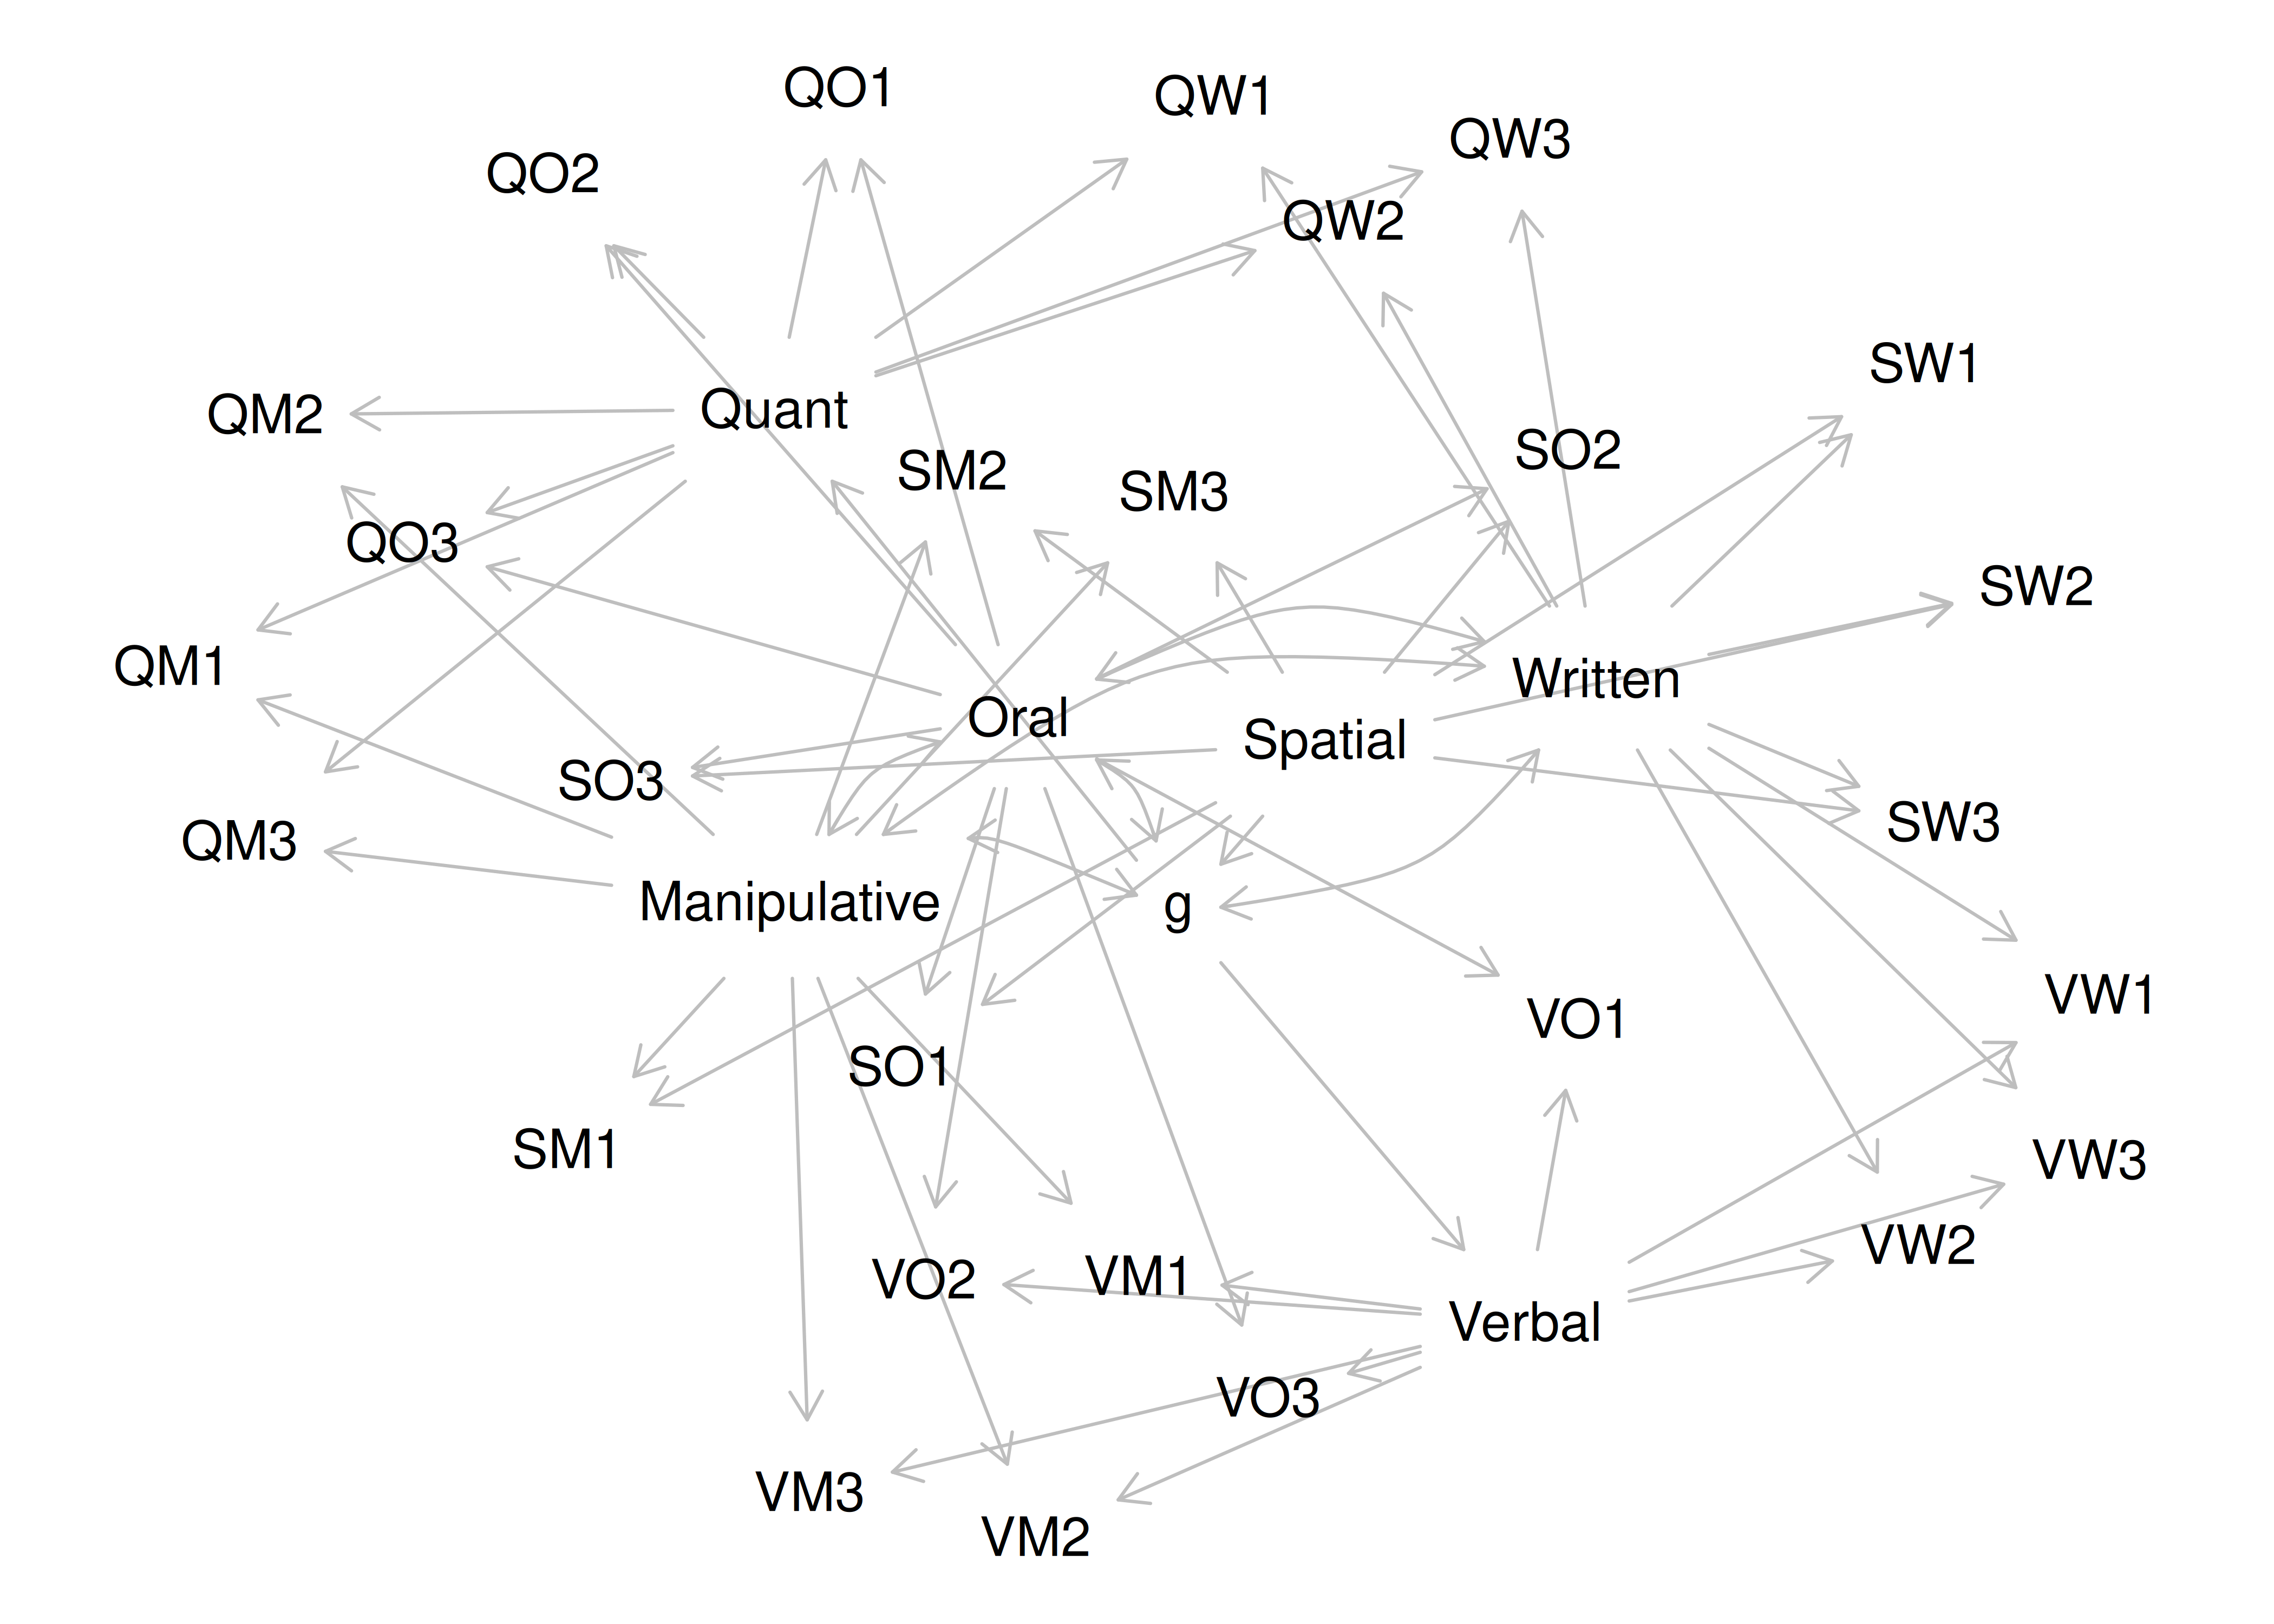 QO1
QW1
QW3
QO2
QW2
SW1
Quant
QM2
SO2
SM2
SM3
QO3
SW2
QM1
Written
Oral
Spatial
SO3
SW3
QM3
Manipulative
g
VW1
VO1
SO1
SM1
VW3
VW2
VO2
VM1
Verbal
VO3
VM3
VM2